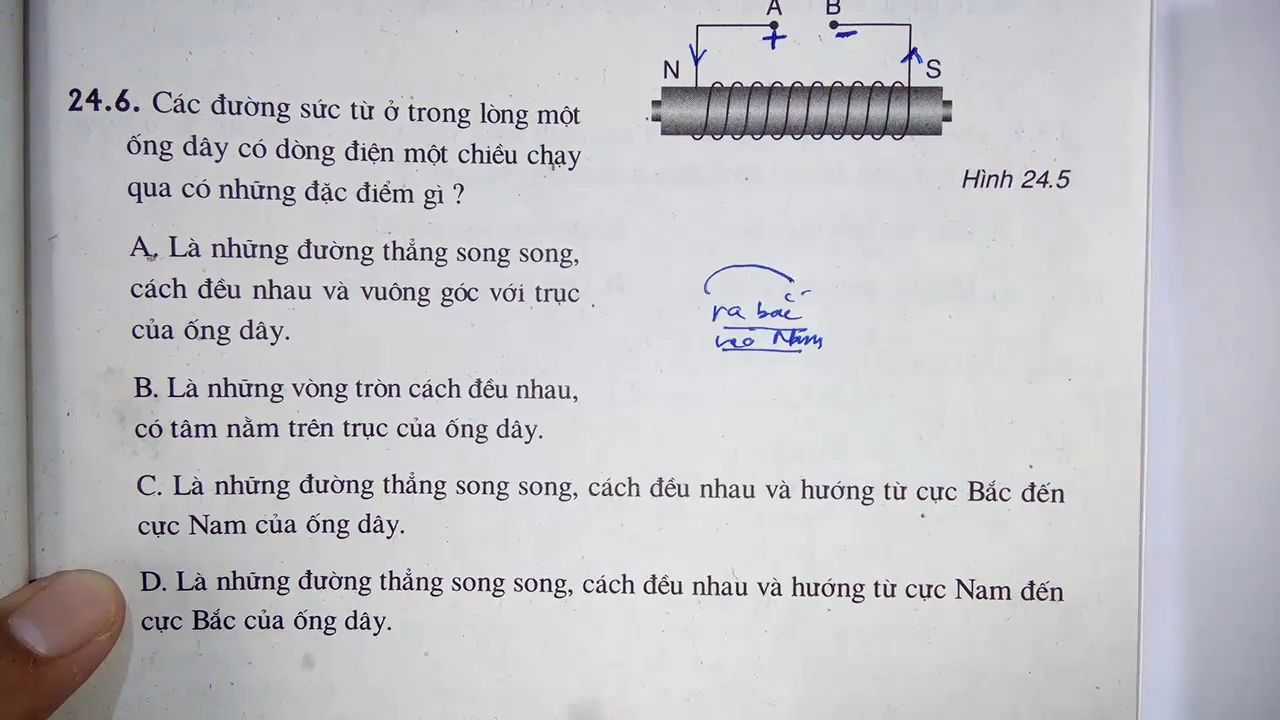 A B
+ -
N S
24.6. Các đường sức từ ở trong lòng một
ống dây có dòng điện một chiều chạy
qua có những đặc điểm gì ?
Hình 24.5
A. Là những đường thẳng song song,
cách đều nhau và vuông góc với trục
của ống dây.
ra bắc
vào Nam
B. Là những vòng tròn cách đều nhau,
có tâm nằm trên trục của ống dây.
C. Là những đường thẳng song song, cách đều nhau và hướng từ cực Bắc đến
cực Nam của ống dây.
D. Là những đường thẳng song song, cách đều nhau và hướng từ cực Nam đến
cực Bắc của ống dây.